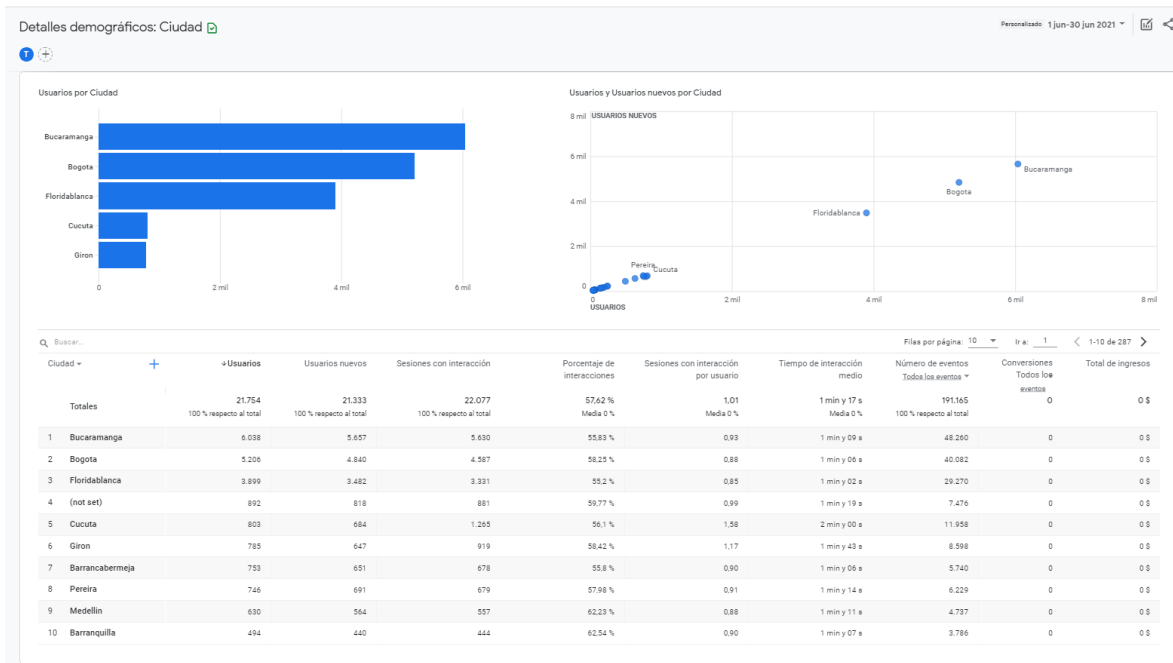 Detalles demográficos: Ciudad
Personalizado 1 jun-30 jun 2021
T
Usuarios por Ciudad
Bucaramanga
Bogota
Floridablanca
Cucuta
Giron
0 2 mil 4 mil 6 mil
Usuarios y Usuarios nuevos por Ciudad
8 mil USUARIOS NUEVOS
6 mil
Bucaramanga
Bogota
4 mil
Floridablanca
2 mil
Pereira
Cucuta
0
0 2 mil 4 mil 6 mil 8 mil
USUARIOS
Buscar...
Filas por página: 10 Ir a: 1 1-10 de 287
Ciudad + ↓Usuarios Usuarios nuevos Sesiones con interacción Porcentaje de interacciones Sesiones con interacción por usuario Tiempo de interacción medio Número de eventos Todos los eventos Conversiones Todos los eventos Total de ingresos
Totales 21.754 21.333 22.077 57,62 % 1,01 1 min y 17 s 191.165 0 0 $
100 % respecto al total 100 % respecto al total 100 % respecto al total Media 0 % Media 0 % Media 0 % 100 % respecto al total
1 Bucaramanga 6.038 5.657 5.630 55,83 % 0,93 1 min y 09 s 48.260 0 0 $
2 Bogota 5.206 4.840 4.587 58,25 % 0,88 1 min y 06 s 40.082 0 0 $
3 Floridablanca 3.899 3.482 3.331 55,2 % 0,85 1 min y 02 s 29.270 0 0 $
4 (not set) 892 818 881 59,77 % 0,99 1 min y 19 s 7.476 0 0 $
5 Cucuta 803 684 1.265 56,1 % 1,58 2 min y 00 s 11.958 0 0 $
6 Giron 785 647 919 58,42 % 1,17 1 min y 43 s 8.598 0 0 $
7 Barrancabermeja 753 651 678 55,8 % 0,90 1 min y 06 s 5.740 0 0 $
8 Pereira 746 691 679 57,98 % 0,91 1 min y 14 s 6.229 0 0 $
9 Medellin 630 564 557 62,23 % 0,88 1 min y 11 s 4.737 0 0 $
10 Barranquilla 494 440 444 62,54 % 0,90 1 min y 07 s 3.786 0 0 $